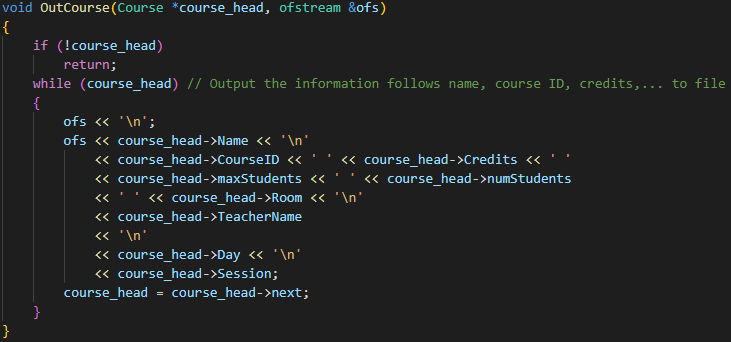 void OutCourse(Course *course_head, ofstream &ofs)
{
    if (!course_head)
        return;
    while (course_head) // Output the information follows name, course ID, credits,... to file
    {
        ofs << '\n';
        ofs << course_head->Name << '\n'
            << course_head->CourseID << ' ' << course_head->Credits << ' '
            << course_head->maxStudents << ' ' << course_head->numStudents
            << ' ' << course_head->Room << '\n'
            << course_head->TeacherName
            << '\n'
            << course_head->Day << '\n'
            << course_head->Session;
        course_head = course_head->next;
    }
}